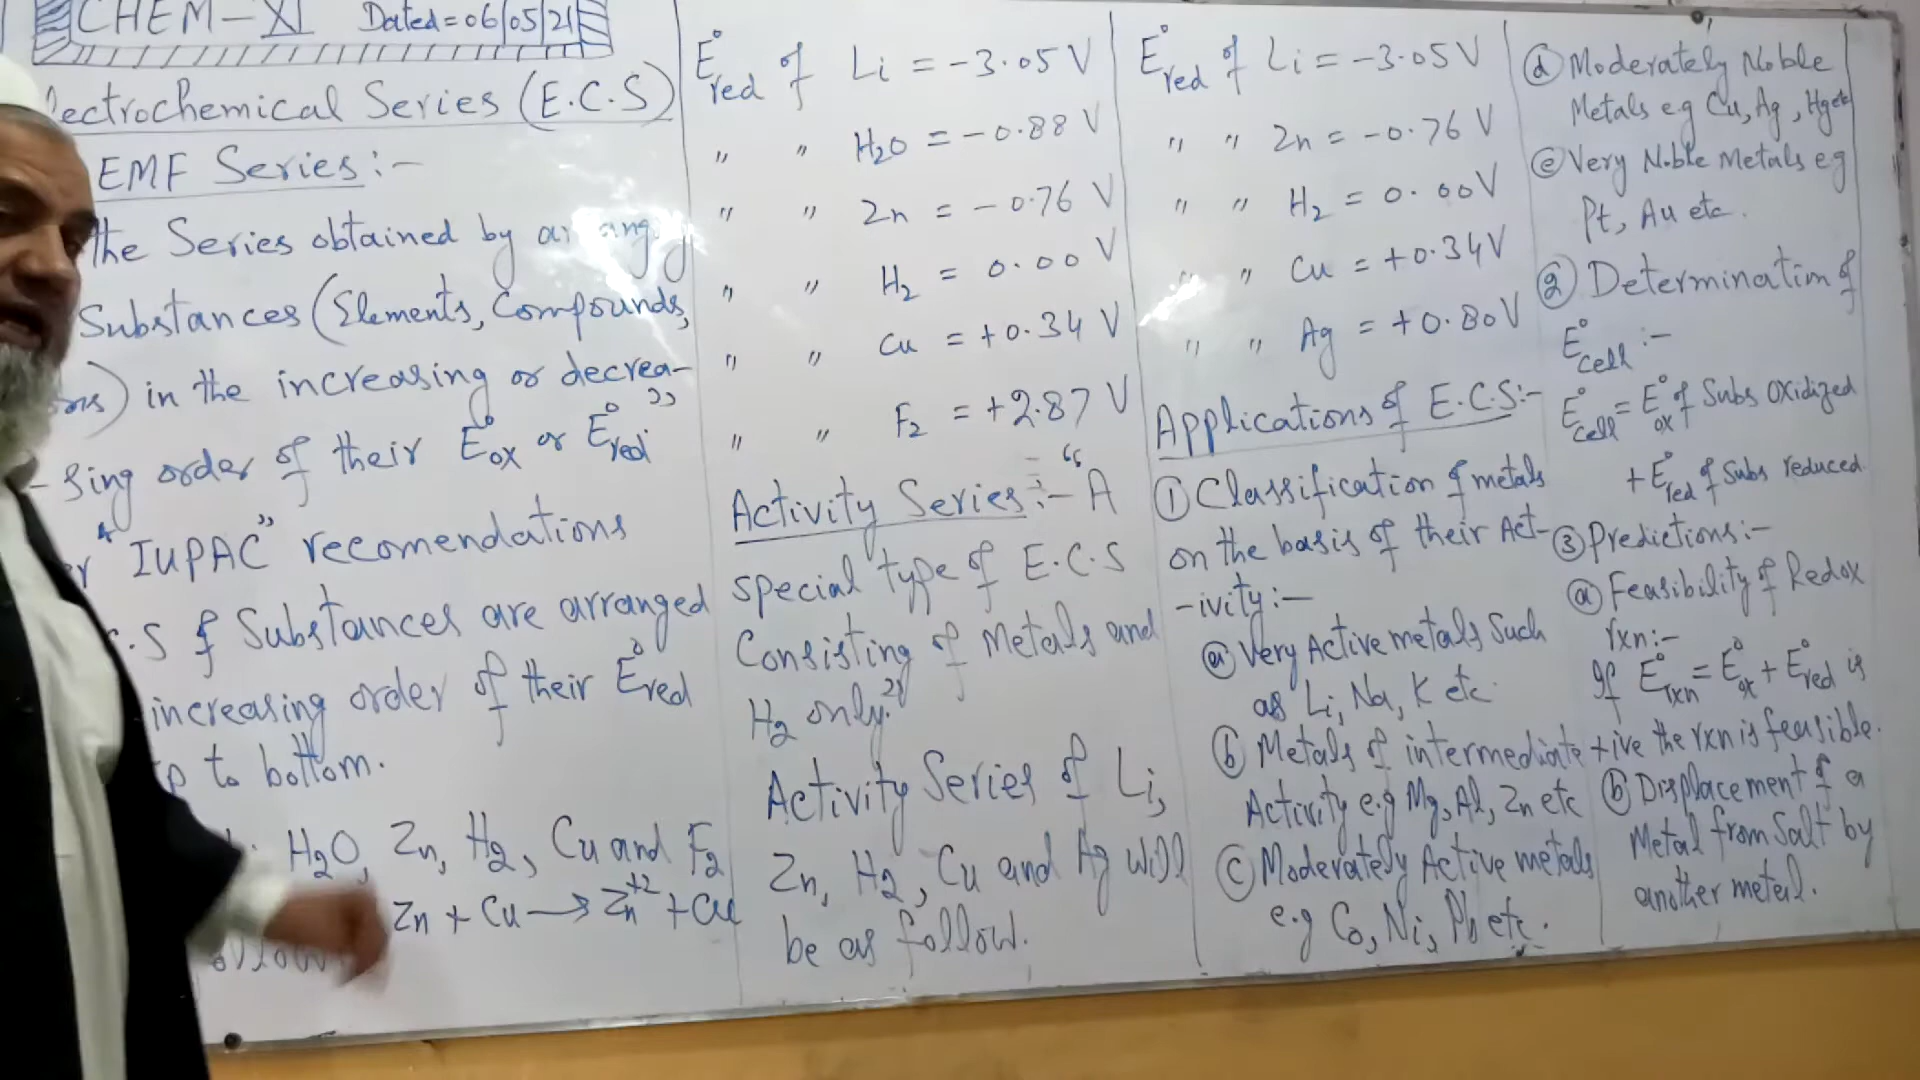 CHEM-XI Dated=06/05/21
lectrochemical Series (E.C.S)
EMF Series:-
the Series obtained by
Substances (Elements, Compounds,
ons) in the increasing or decrea-
-sing order of their E°ox or E°red"
"IUPAC" recomendations
.S of Substances are arranged
increasing order of their E°red
p to bottom.
H2O, Zn, H2, Cu and F2
Zn + Cu → Zn+2 + Cu
E°red of Li = -3.05 V
" " H2O = -0.88 V
" " Zn = -0.76 V
" " H2 = 0.00 V
" " Cu = +0.34 V
" " F2 = +2.87 V
Activity Series:- "A
special type of E.C.S
Consisting of Metals and
H2 only."
Activity Series of Li,
Zn, H2, Cu and Ag will
be as follow.
E°red of Li = -3.05 V
" " Zn = -0.76 V
" " H2 = 0.00 V
" " Cu = +0.34 V
" " Ag = +0.80 V
Applications of E.C.S:-
① Classification of metals
on the basis of their Act-
-ivity:-
ⓐ Very Active metals Such
as Li, Na, K etc.
ⓑ Metals of intermediate
Activity e.g Mg, Al, Zn etc
ⓒ Moderately Active metals
e.g Co, Ni, Pb etc.
ⓓ Moderately Noble
Metals eg Cu, Ag, Hg etc
ⓔ Very Noble Metals eg
Pt, Au etc.
② Determination of
E°cell :-
E°cell = E°ox of Subs Oxidized
+ E°red of Subs reduced
③ Predictions:-
ⓐ Feasibility of Redox
rxn:-
If E°rxn = E°ox + E°red is
+ive the rxn is feasible.
ⓑ Displacement of a
Metal from Salt by
another metal.